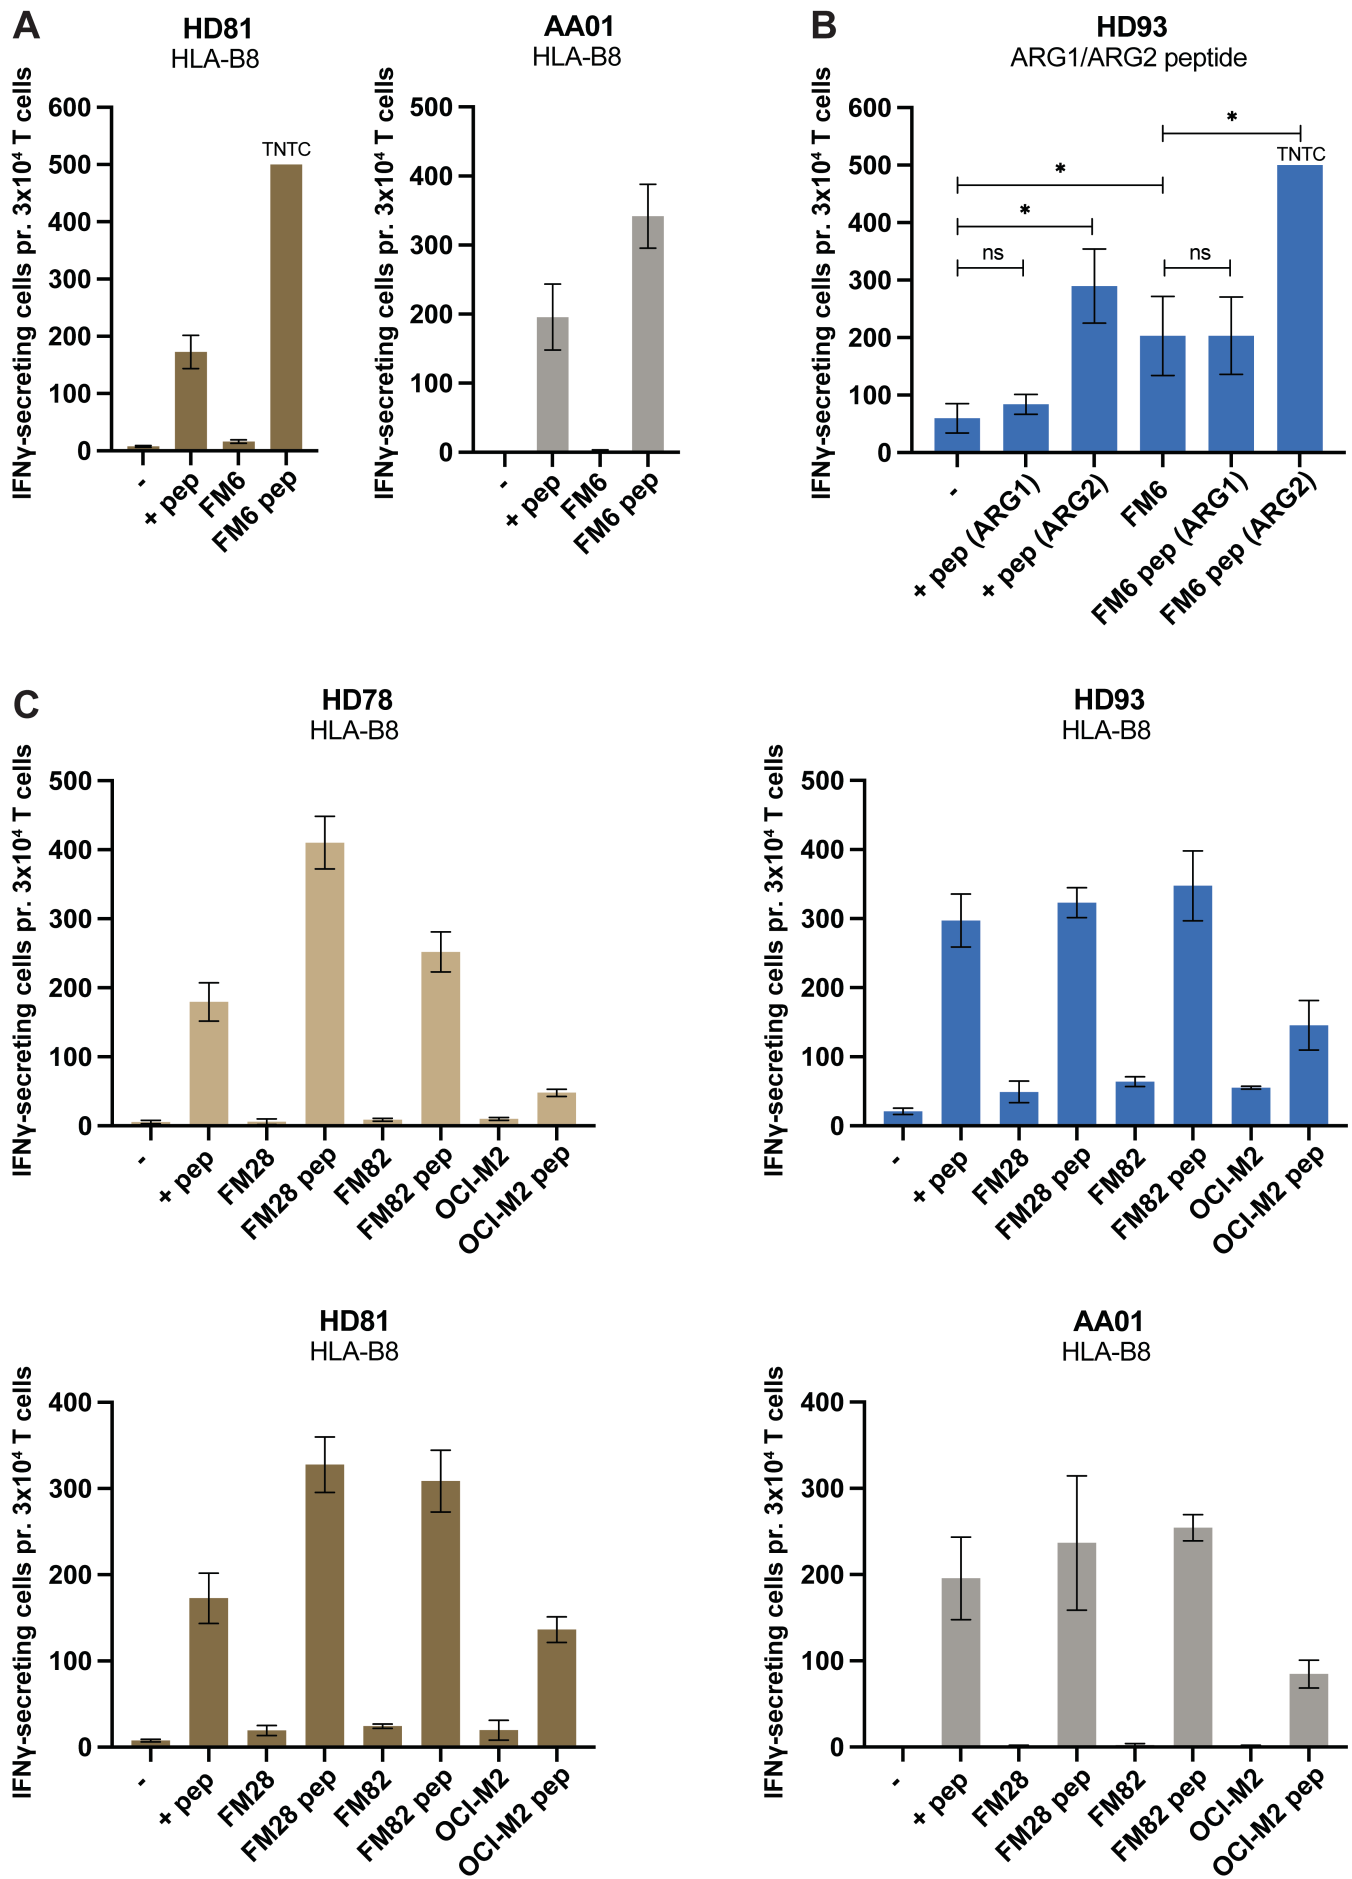 A
HD81
HLA-B8
IFNγ-secreting cells pr. 3x10⁴ T cells
600
500
400
300
200
100
0
TNTC
-
+ pep
FM6
FM6 pep
AA01
HLA-B8
IFNγ-secreting cells pr. 3x10⁴ T cells
500
400
300
200
100
0
-
+ pep
FM6
FM6 pep
B
HD93
ARG1/ARG2 peptide
IFNγ-secreting cells pr. 3x10⁴ T cells
600
500
400
300
200
100
0
*
TNTC
*
*
ns
ns
-
+ pep (ARG1)
+ pep (ARG2)
FM6
FM6 pep (ARG1)
FM6 pep (ARG2)
C
HD78
HLA-B8
IFNγ-secreting cells pr. 3x10⁴ T cells
500
400
300
200
100
0
-
+ pep
FM28
FM28 pep
FM82
FM82 pep
OCI-M2
OCI-M2 pep
HD93
HLA-B8
IFNγ-secreting cells pr. 3x10⁴ T cells
500
400
300
200
100
0
-
+ pep
FM28
FM28 pep
FM82
FM82 pep
OCI-M2
OCI-M2 pep
HD81
HLA-B8
IFNγ-secreting cells pr. 3x10⁴ T cells
400
300
200
100
0
-
+ pep
FM28
FM28 pep
FM82
FM82 pep
OCI-M2
OCI-M2 pep
AA01
HLA-B8
IFNγ-secreting cells pr. 3x10⁴ T cells
400
300
200
100
0
-
+ pep
FM28
FM28 pep
FM82
FM82 pep
OCI-M2
OCI-M2 pep